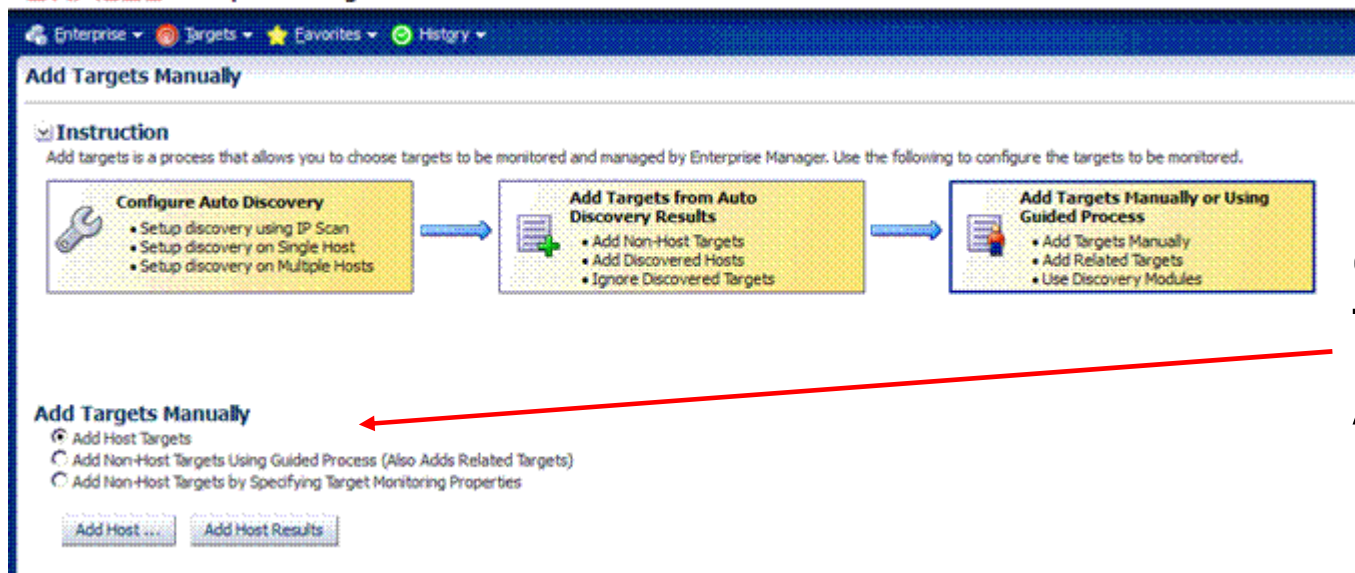 Enterprise Targets Favorites History
Add Targets Manually
Instruction
Add targets is a process that allows you to choose targets to be monitored and managed by Enterprise Manager. Use the following to configure the targets to be monitored.
Configure Auto Discovery
• Setup discovery using IP Scan
• Setup discovery on Single Host
• Setup discovery on Multiple Hosts
Add Targets from Auto
Discovery Results
• Add Non-Host Targets
• Add Discovered Hosts
• Ignore Discovered Targets
Add Targets Manually or Using
Guided Process
• Add Targets Manually
• Add Related Targets
• Use Discovery Modules
Add Targets Manually
Add Host Targets
Add Non-Host Targets Using Guided Process (Also Adds Related Targets)
Add Non-Host Targets by Specifying Target Monitoring Properties
Add Host ... Add Host Results